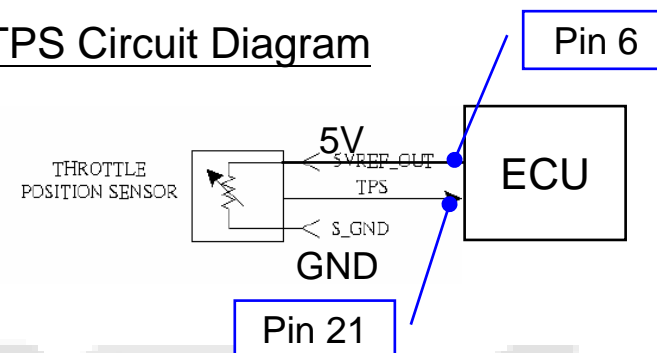 TPS Circuit Diagram
Pin 6
5V
5VREF_OUT
THROTTLE
POSITION SENSOR
TPS
ECU
S_GND
GND
Pin 21